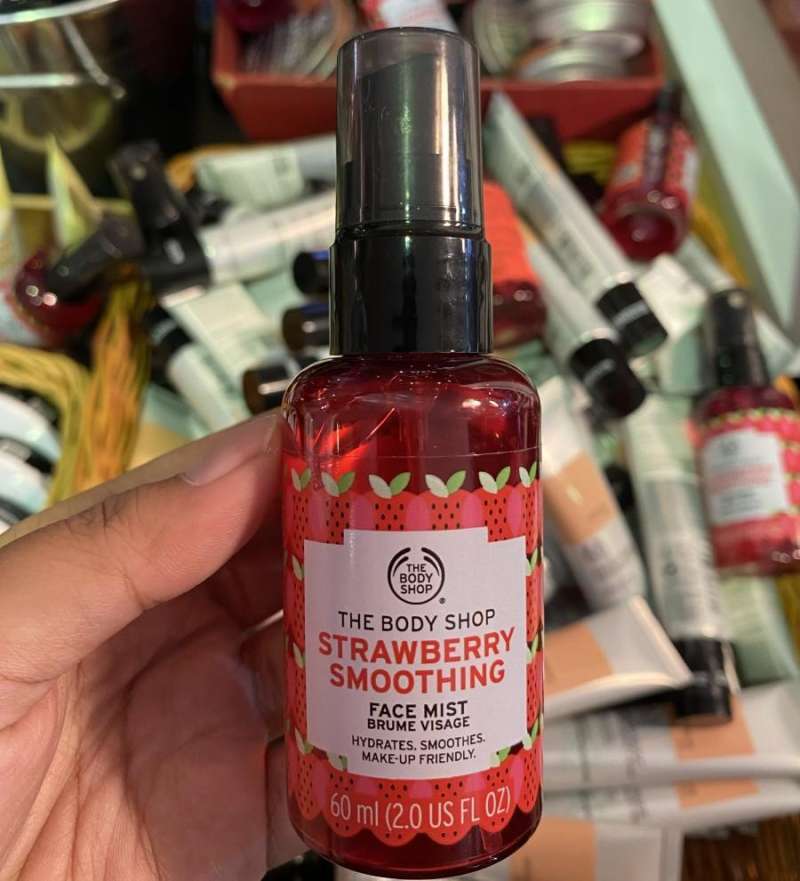 THE
BODY
SHOP
®
THE BODY SHOP
STRAWBERRY
SMOOTHING
FACE MIST
BRUME VISAGE
HYDRATES. SMOOTHES.
MAKE-UP FRIENDLY.
60 ml (2.0 US FL OZ)